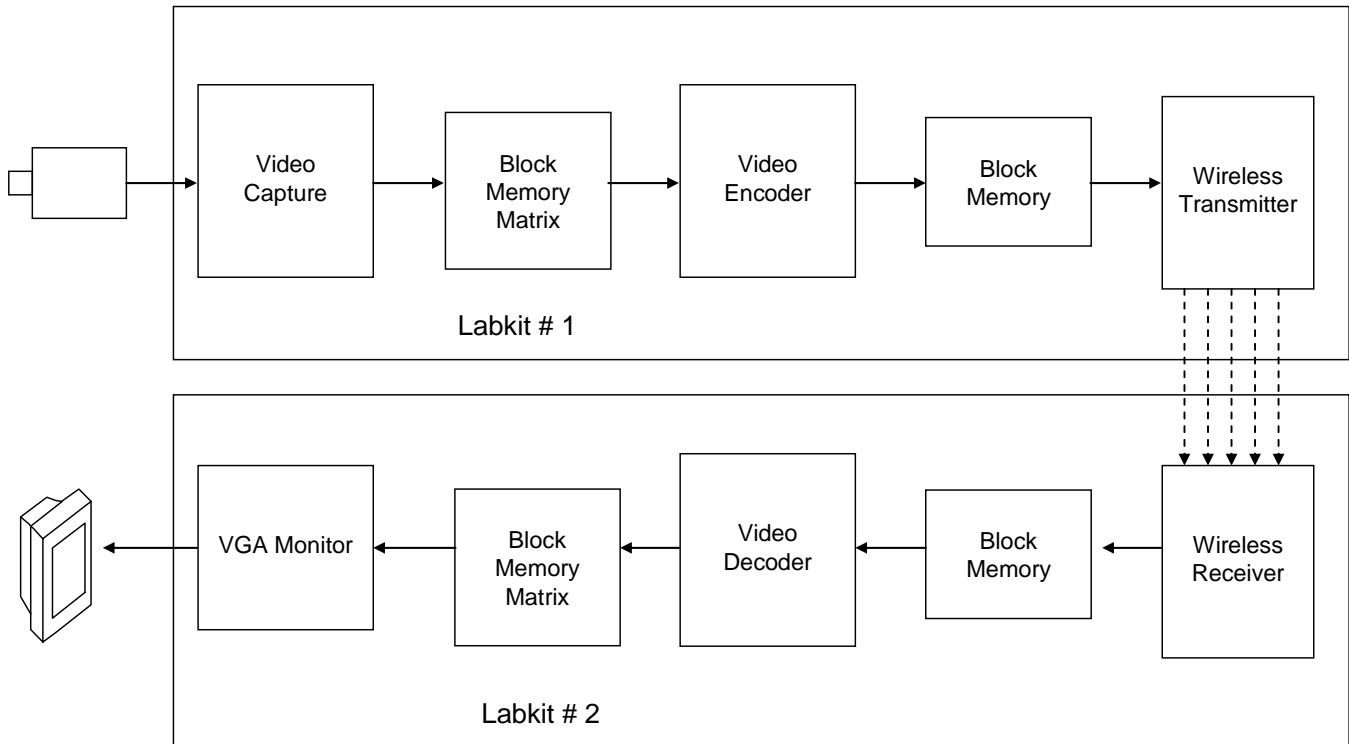 Video
Capture
Block
Memory
Matrix
Video
Encoder
Block
Memory
Wireless
Transmitter
Labkit # 1
VGA Monitor
Block
Memory
Matrix
Video
Decoder
Block
Memory
Wireless
Receiver
Labkit # 2